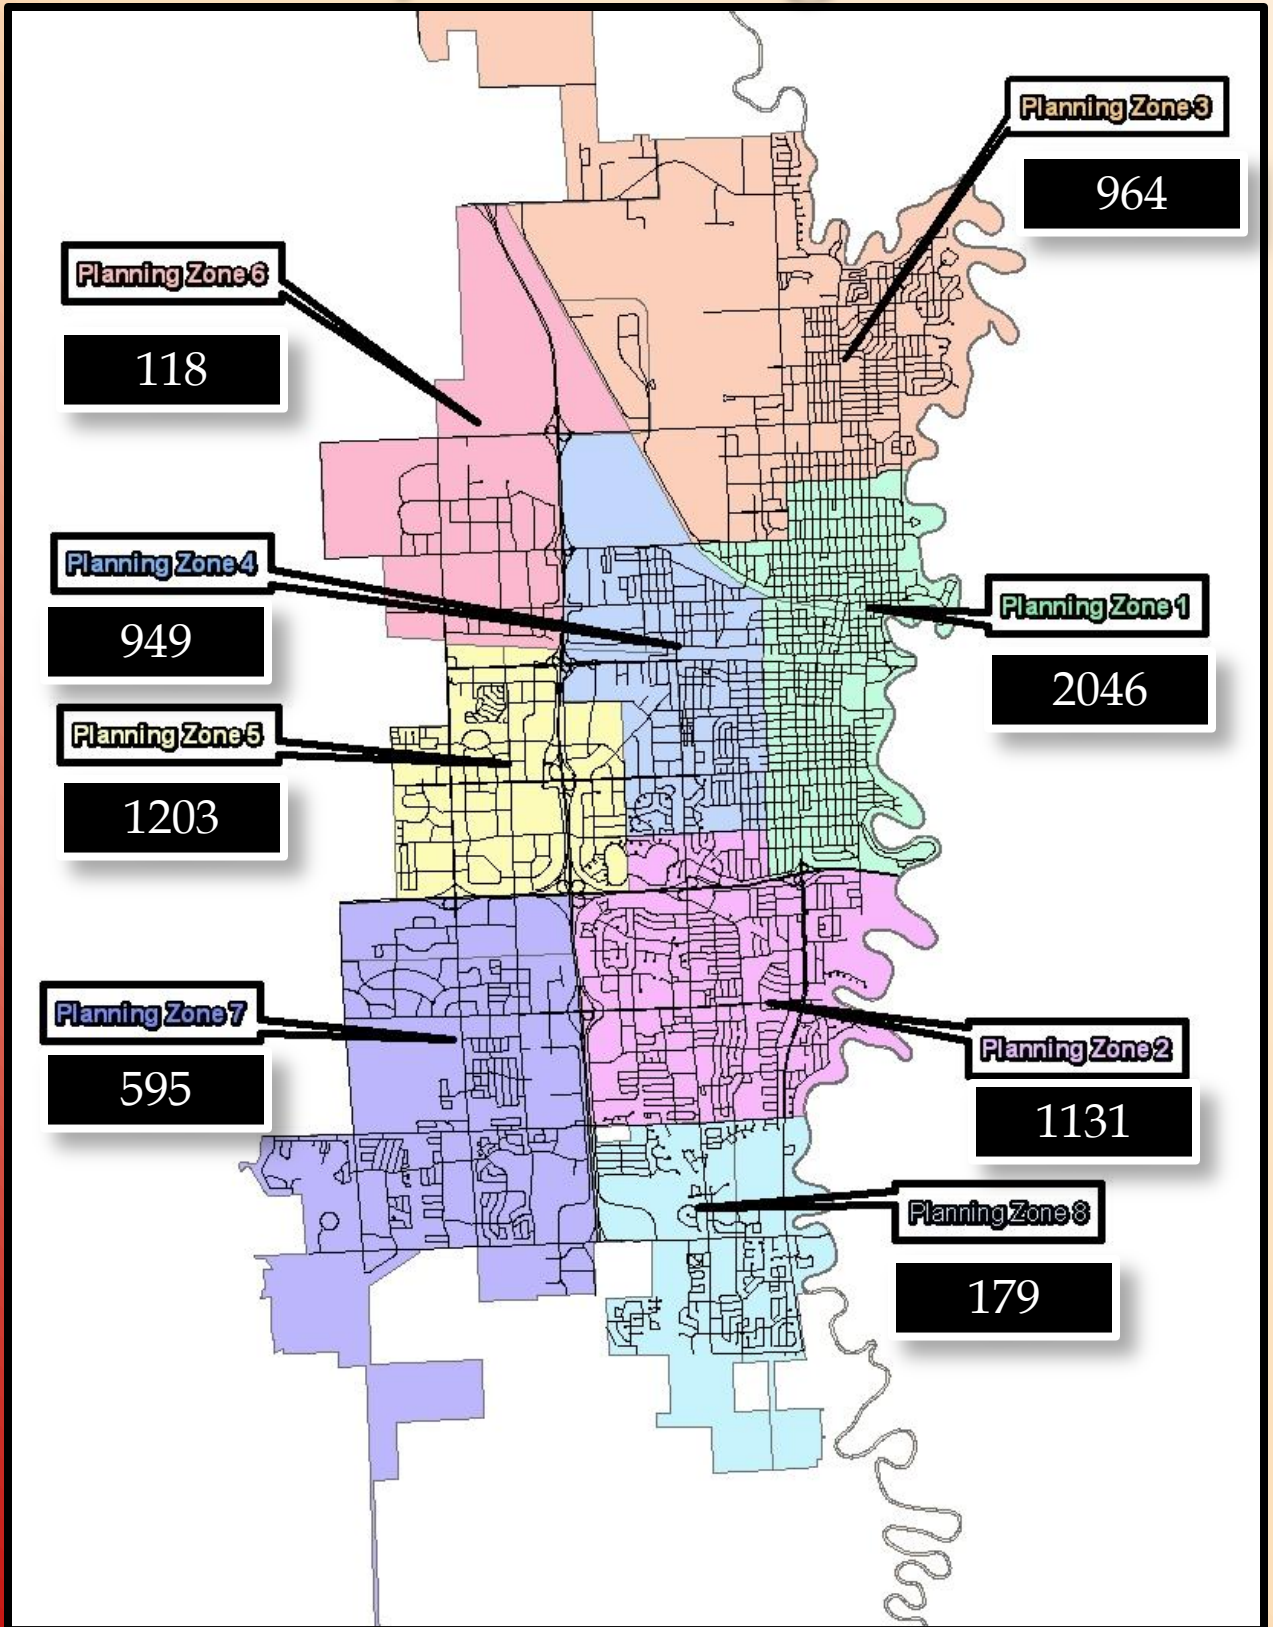 Planning Zone 3
964
Planning Zone 6
118
Planning Zone 4
949
Planning Zone 1
2046
Planning Zone 5
1203
Planning Zone 7
595
Planning Zone 2
1131
Planning Zone 8
179